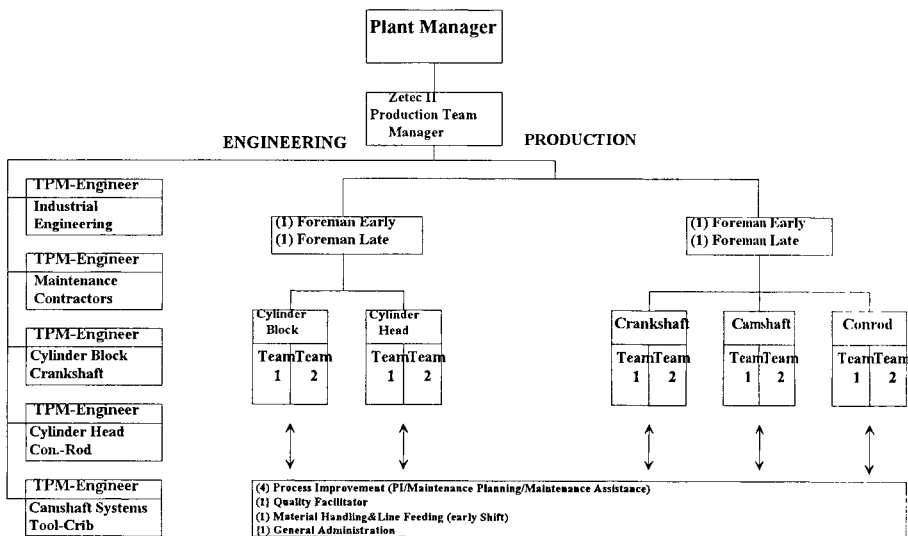 Plant Manager
Zetec II
Production Team
Manager
ENGINEERING
PRODUCTION
TPM-Engineer
Industrial
Engineering
TPM-Engineer
Maintenance
Contractors
TPM-Engineer
Cylinder Block
Crankshaft
TPM-Engineer
Cylinder Head
Con.-Rod
TPM-Engineer
Camshaft Systems
Tool-Crib
(1) Foreman Early
(1) Foreman Late
(1) Foreman Early
(1) Foreman Late
Cylinder
Block
Team Team
1 2
Cylinder
Head
Team Team
1 2
Crankshaft
Team Team
1 2
Camshaft
Team Team
1 2
Conrod
Team Team
1 2
(4) Process Improvement (PI/Maintenance Planning/Maintenance Assistance)
(1} Quality Facilitator
(1) Material Handling&Line Feeding (early Shift)
{1) General Administration